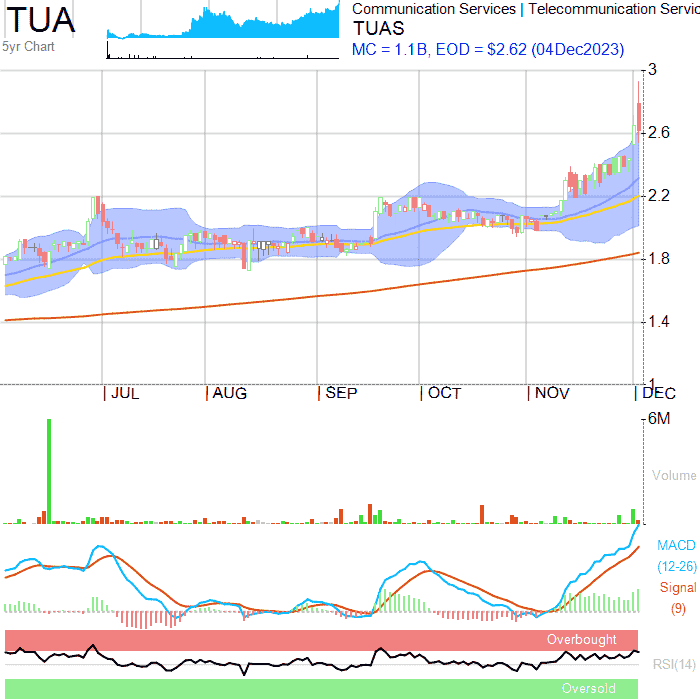 TUA
5yr Chart
Communication Services | Telecommunication Servic
TUAS
MC = 1.1B, EOD = $2.62 (04Dec2023)
3
2.6
2.2
1.8
1.4
1
JUL
AUG
SEP
OCT
NOV
DEC
6M
Volume
MACD
(12-26)
Signal
(9)
Overbought
RSI(14)
Oversold